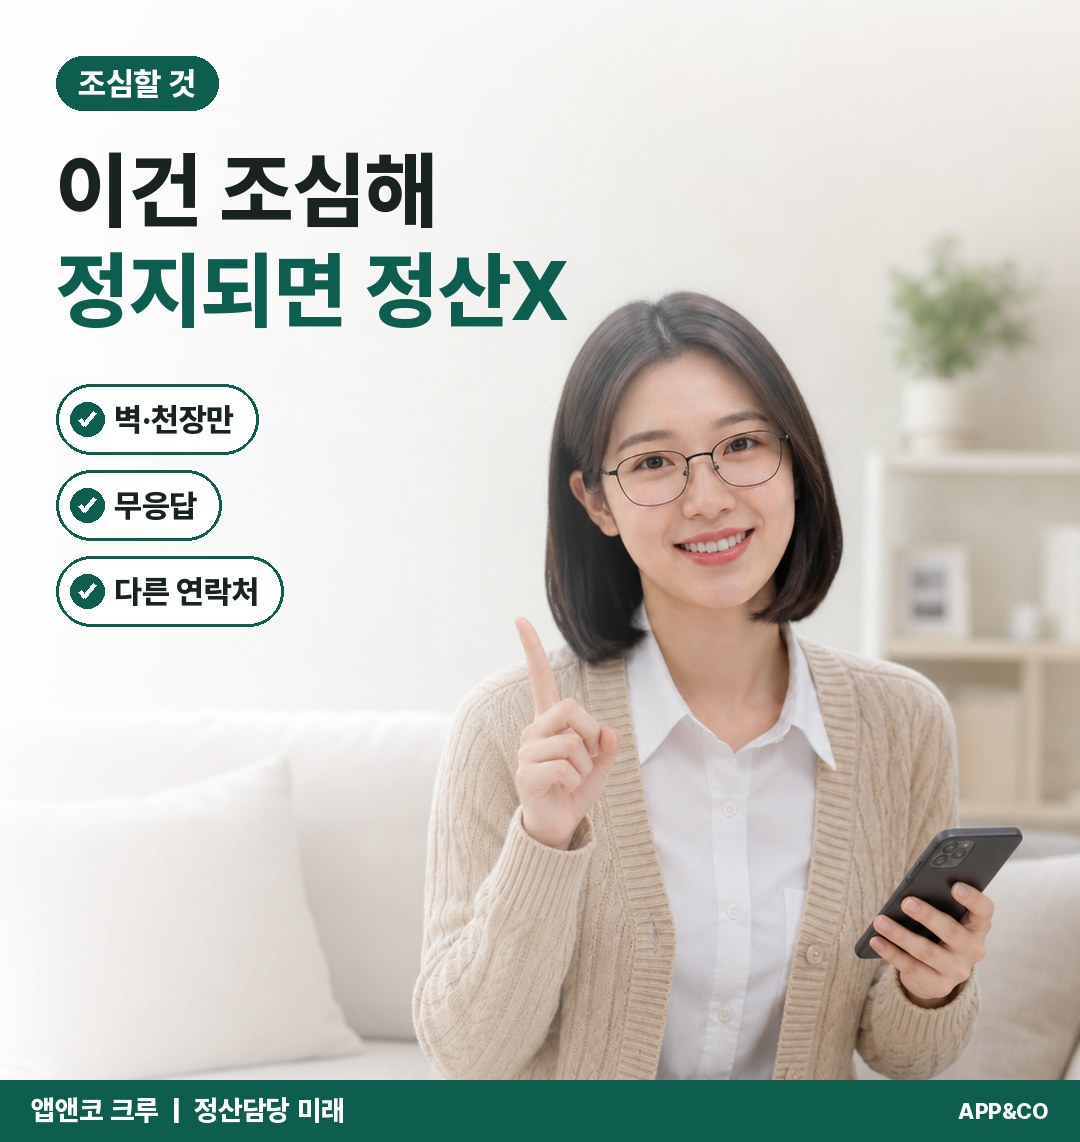 조심할 것
이건 조심해
정지되면 정산X
벽·천장만
무응답
다른 연락처
앱앤코 크루 | 정산담당 미래
APP&CO